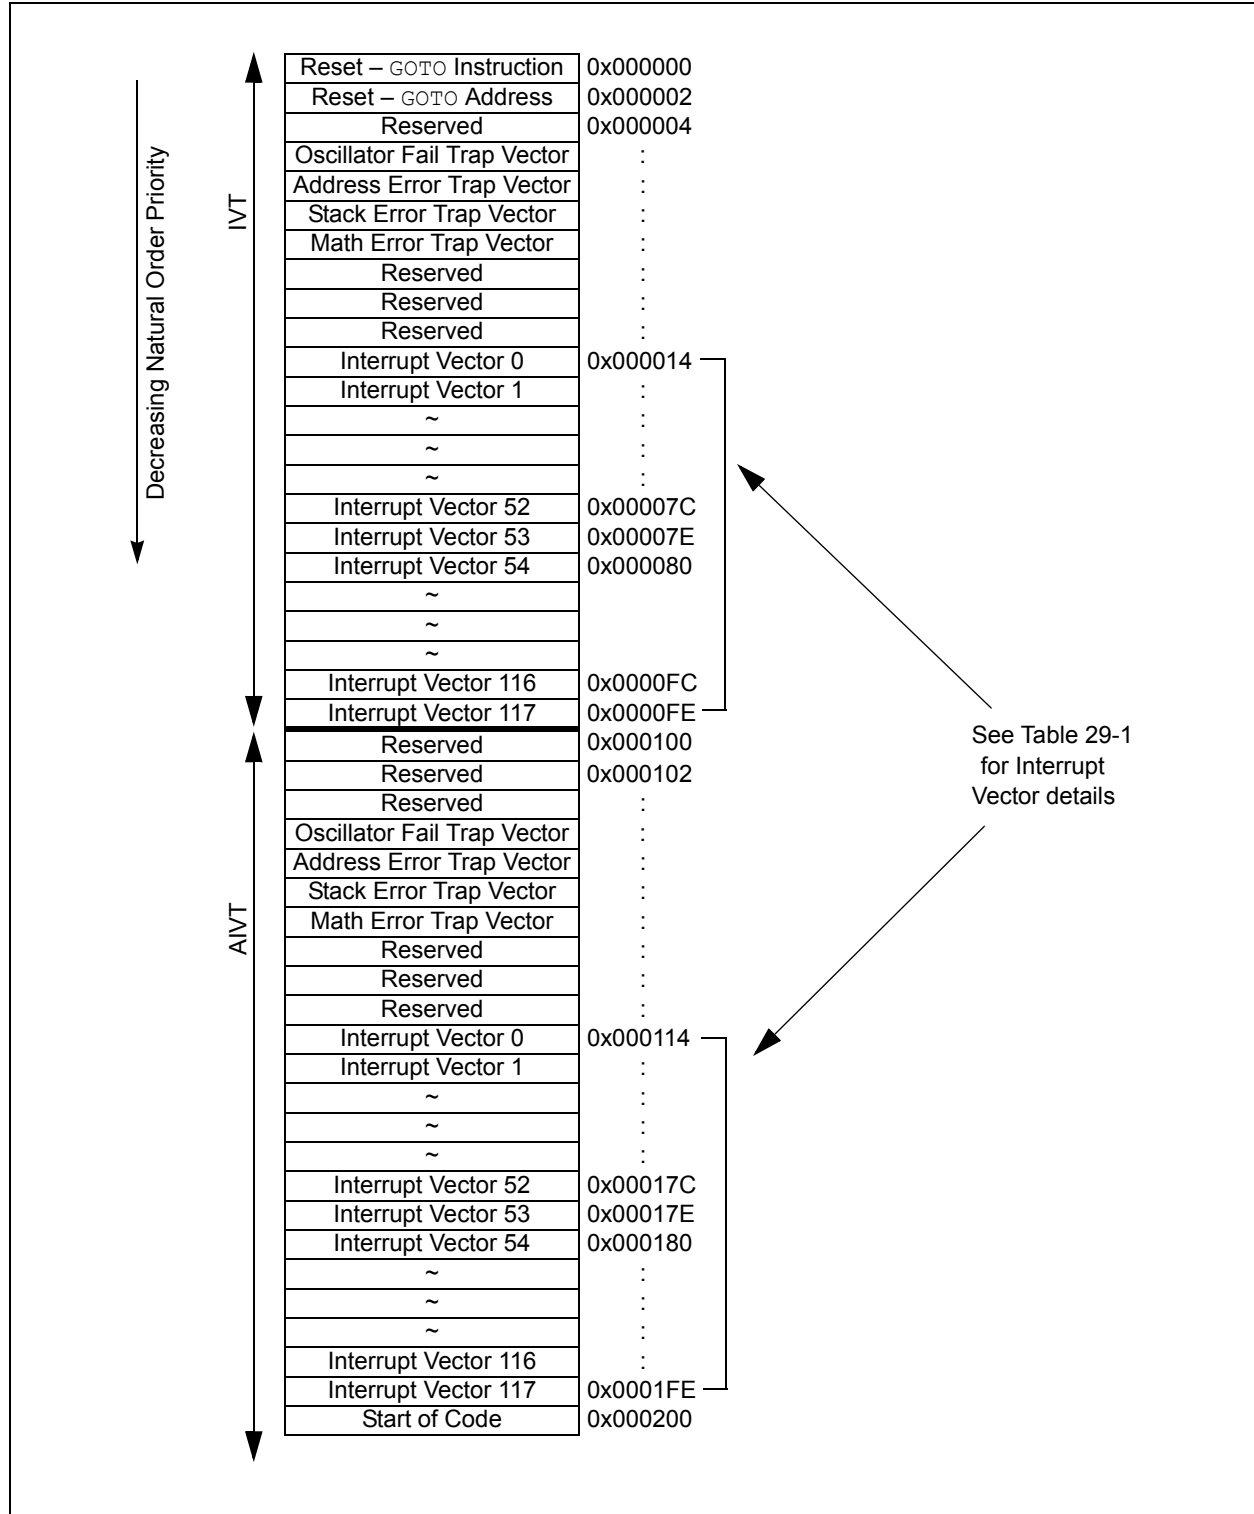 Decreasing Natural Order Priority
IVT
Reset – GOTO Instruction 0x000000
Reset – GOTO Address 0x000002
Reserved 0x000004
Oscillator Fail Trap Vector :
Address Error Trap Vector :
Stack Error Trap Vector :
Math Error Trap Vector :
Reserved :
Reserved :
Reserved :
Interrupt Vector 0 0x000014
Interrupt Vector 1 :
~ :
~ :
~ :
Interrupt Vector 52 0x00007C
Interrupt Vector 53 0x00007E
Interrupt Vector 54 0x000080
~
~
~
Interrupt Vector 116 0x0000FC
Interrupt Vector 117 0x0000FE
AIVT
Reserved 0x000100
Reserved 0x000102
Reserved :
Oscillator Fail Trap Vector :
Address Error Trap Vector :
Stack Error Trap Vector :
Math Error Trap Vector :
Reserved :
Reserved :
Reserved :
Interrupt Vector 0 0x000114
Interrupt Vector 1 :
~ :
~ :
~ :
Interrupt Vector 52 0x00017C
Interrupt Vector 53 0x00017E
Interrupt Vector 54 0x000180
~ :
~ :
~ :
Interrupt Vector 116 :
Interrupt Vector 117 0x0001FE
Start of Code 0x000200
See Table 29-1
for Interrupt
Vector details